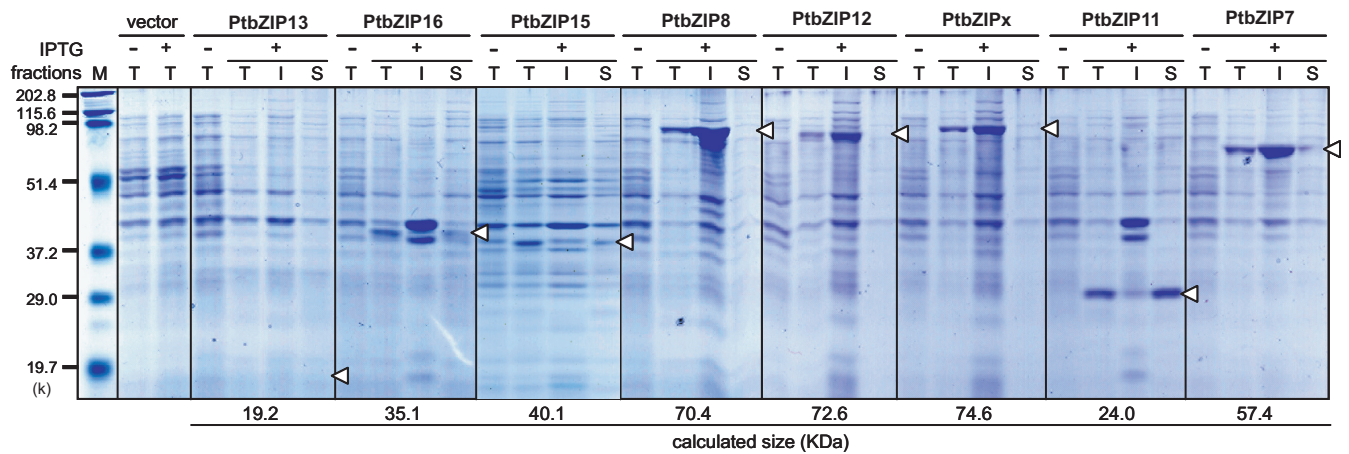 vector PtbZIP13 PtbZIP16 PtbZIP15 PtbZIP8 PtbZIP12 PtbZIPx PtbZIP11 PtbZIP7
IPTG - + - + - + - + - + - + - + - + - +
fractions M T T T T I S T T I S T T I S T T I S T T I S T T I S T T I S T T I S
202.8
115.6
98.2
51.4
37.2
29.0
19.7
(k)
19.2 35.1 40.1 70.4 72.6 74.6 24.0 57.4
calculated size (KDa)